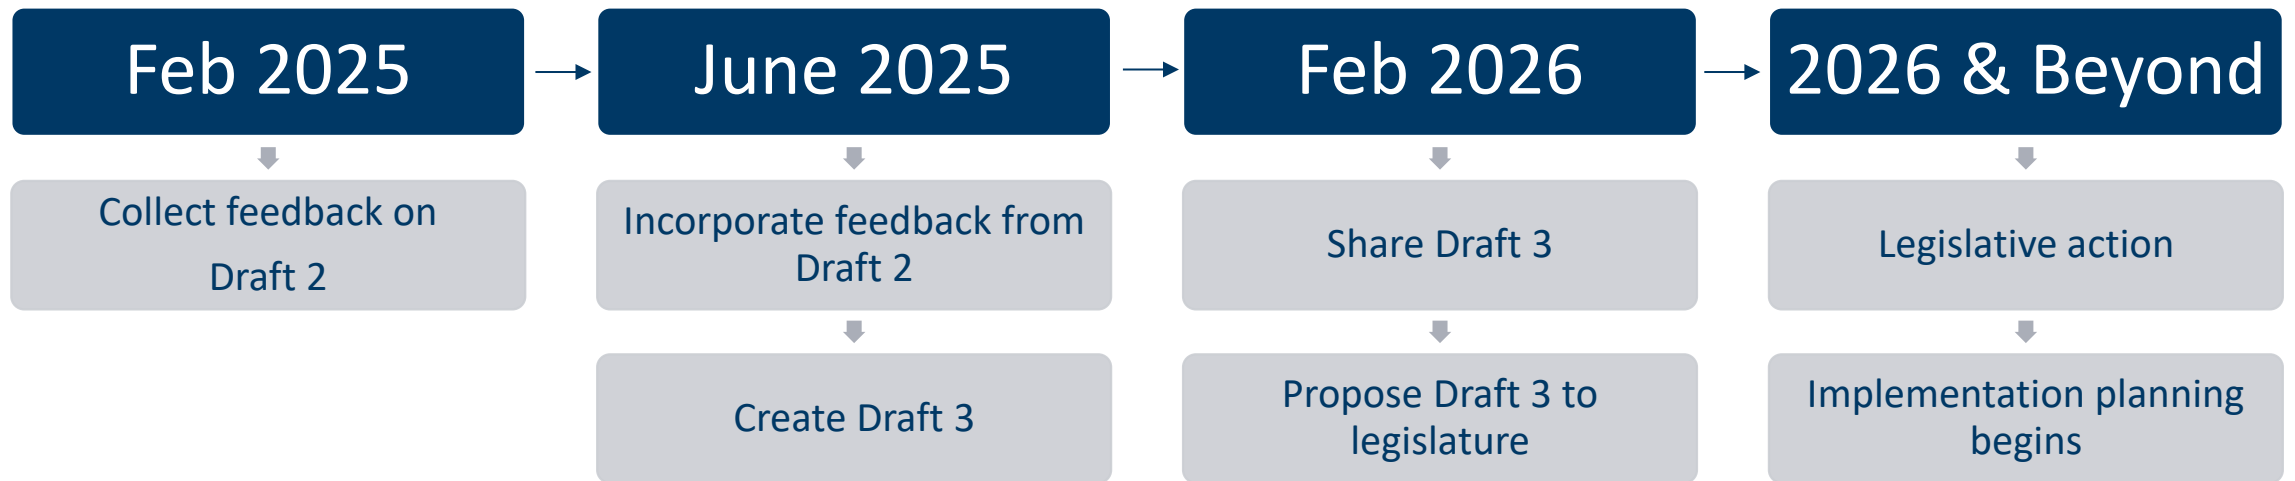 Feb 2025
Collect feedback on
Draft 2
June 2025
Incorporate feedback from
Draft 2
Create Draft 3
Feb 2026
Share Draft 3
Propose Draft 3 to
legislature
2026 & Beyond
Legislative action
Implementation planning
begins